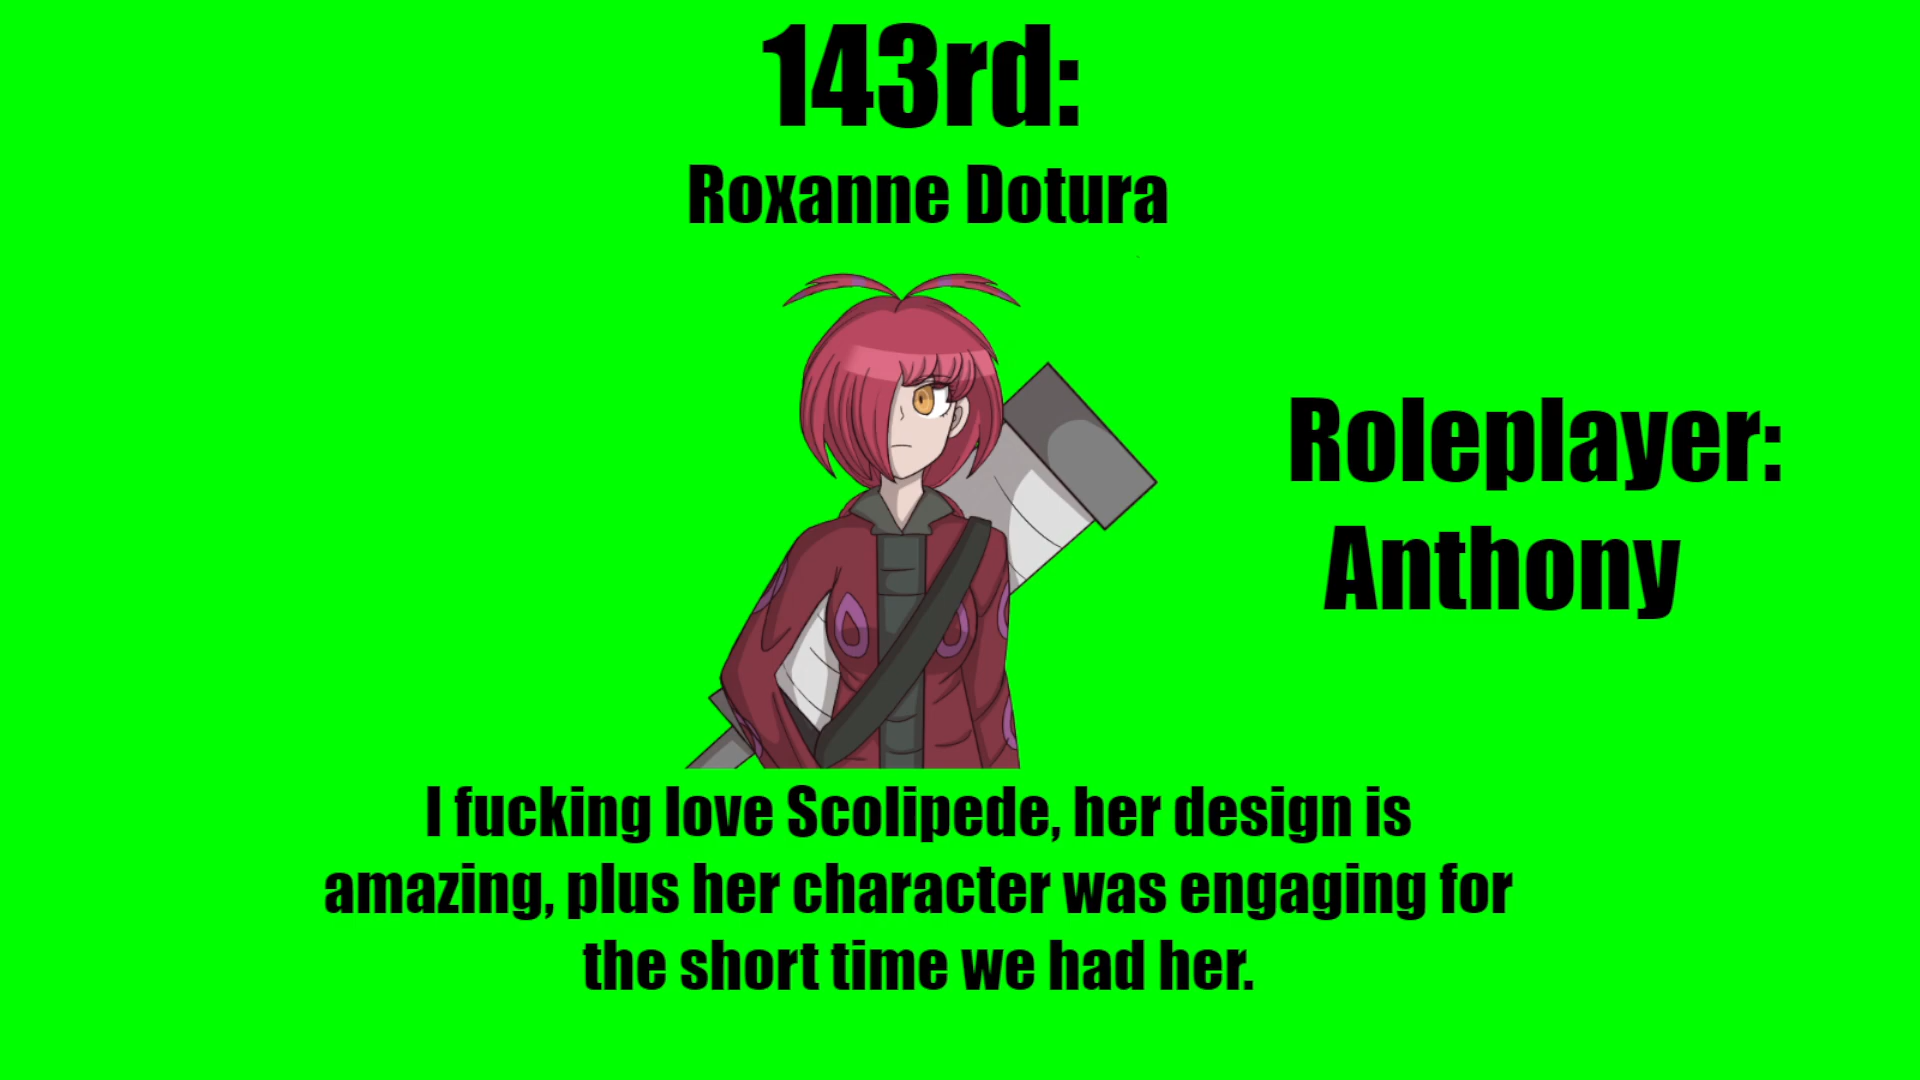 143rd:
Roxanne Dotura
Roleplayer:
Anthony
I fucking love Scolipede, her design is
amazing, plus her character was engaging for
the short time we had her.